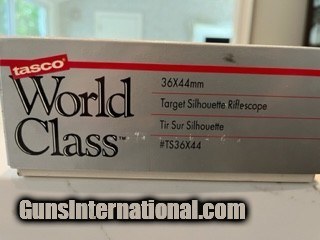 tasco®
World
Class™
36X44mm
Target Silhouette Riflescope
Tir Sur Silhouette
#TS36X44
GunsInternational.com